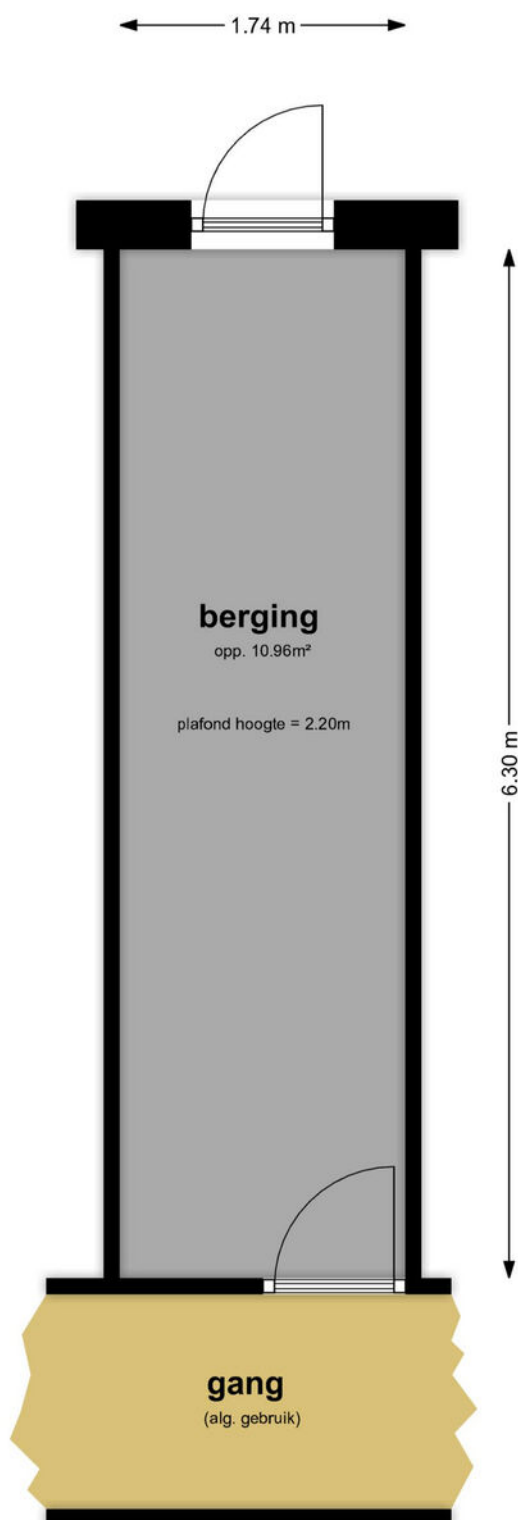 1.74 m
berging
opp. 10.96m²
plafond hoogte = 2.20m
6.30 m
gang
(alg. gebruik)